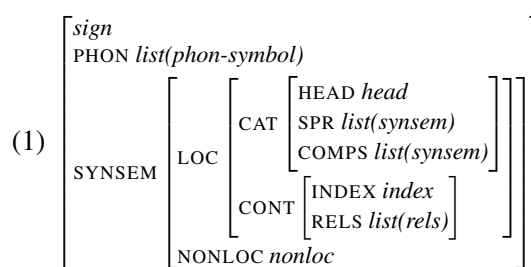 sign
PHON list(phon-symbol)
HEAD head
CAT SPR list(synsem)
COMPS list(synsem)
(1) SYNSEM LOC
INDEX index
CONT RELS list(rels)
NONLOC nonloc